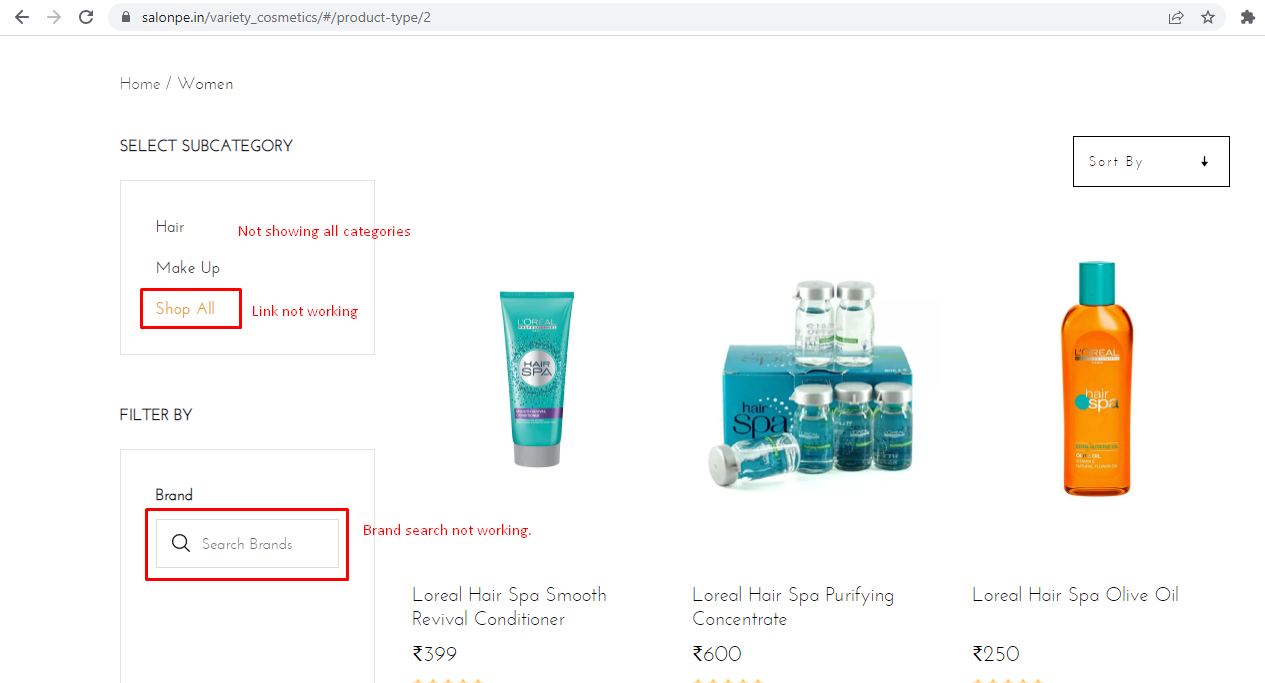 salonpe.in/variety_cosmetics/#/product-type/2
Home / Women
SELECT SUBCATEGORY
Sort By
Hair
Not showing all categories
Make Up
Shop All
Link not working
L'ORÉAL
PROFESSIONNEL
HAIR
SPA
hair
spa
L'ORÉAL
hair
spa
FILTER BY
Brand
Search Brands
Brand search not working.
Loreal Hair Spa Smooth
Revival Conditioner
₹399
Loreal Hair Spa Purifying
Concentrate
₹600
Loreal Hair Spa Olive Oil
₹250